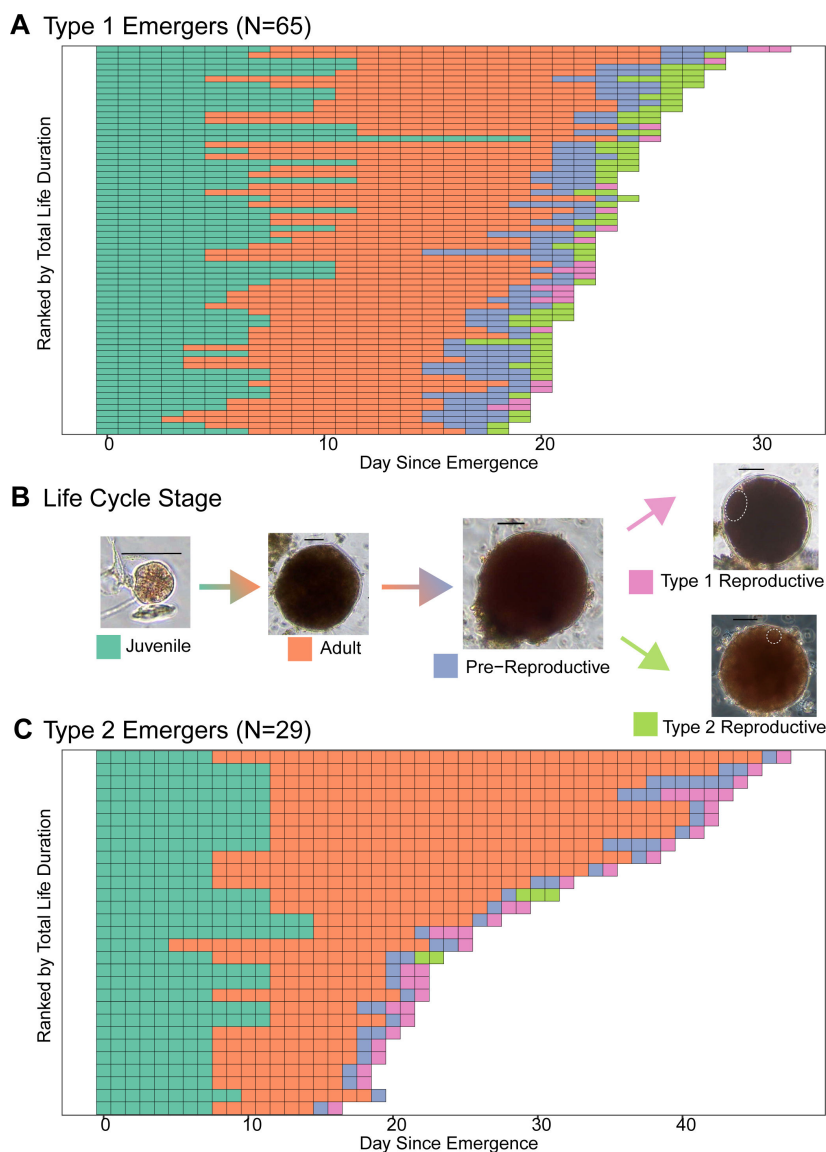 A Type 1 Emergers (N=65)
Ranked by Total Life Duration
0 10 20 30
Day Since Emergence
B Life Cycle Stage
Juvenile
Adult
Pre−Reproductive
Type 1 Reproductive
Type 2 Reproductive
C Type 2 Emergers (N=29)
Ranked by Total Life Duration
0 10 20 30 40
Day Since Emergence